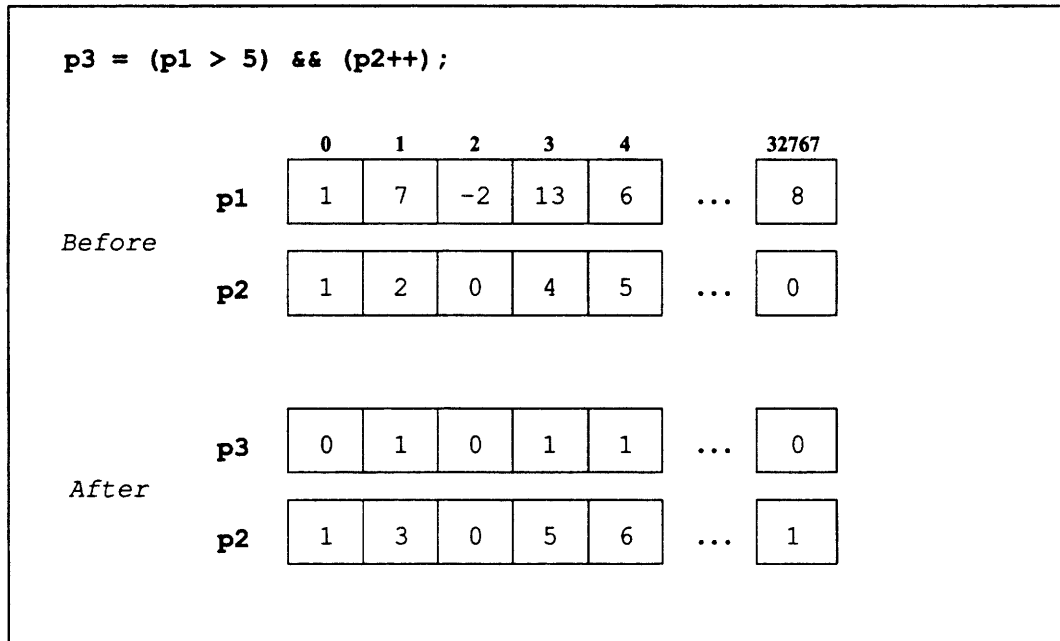 p3 = (p1 > 5) && (p2++);
0 1 2 3 4 32767
p1 1 7 -2 13 6 ... 8
Before
p2 1 2 0 4 5 ... 0
p3 0 1 0 1 1 ... 0
After
p2 1 3 0 5 6 ... 1